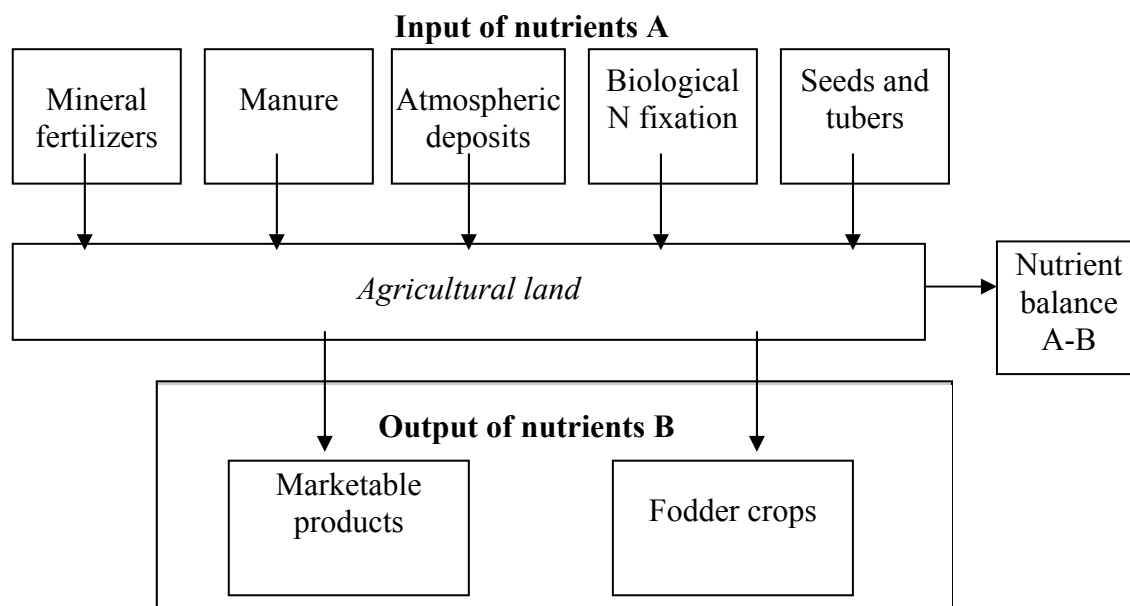 Input of nutrients A
Mineral
fertilizers
Manure
Atmospheric
deposits
Biological
N fixation
Seeds and
tubers
Agricultural land
Nutrient
balance
A-B
Output of nutrients B
Marketable
products
Fodder crops